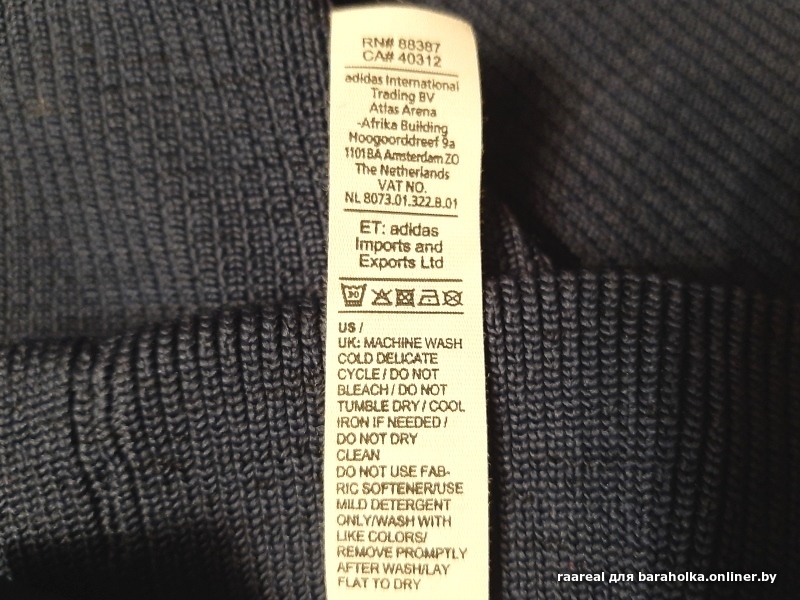 RN# 88387
CA# 40312
adidas International
Trading BV
Atlas Arena
-Afrika Building
Hoogoorddreef 9a
1101 BA Amsterdam ZO
The Netherlands
VAT NO.
NL 8073.01.322.B.01
ET: adidas
Imports and
Exports Ltd
30
US /
UK: MACHINE WASH
COLD DELICATE
CYCLE / DO NOT
BLEACH / DO NOT
TUMBLE DRY / COOL
IRON IF NEEDED /
DO NOT DRY
CLEAN
DO NOT USE FAB-
RIC SOFTENER/USE
MILD DETERGENT
ONLY/WASH WITH
LIKE COLORS/
REMOVE PROMPTLY
AFTER WASH/LAY
FLAT TO DRY
raareal для baraholka.onliner.by